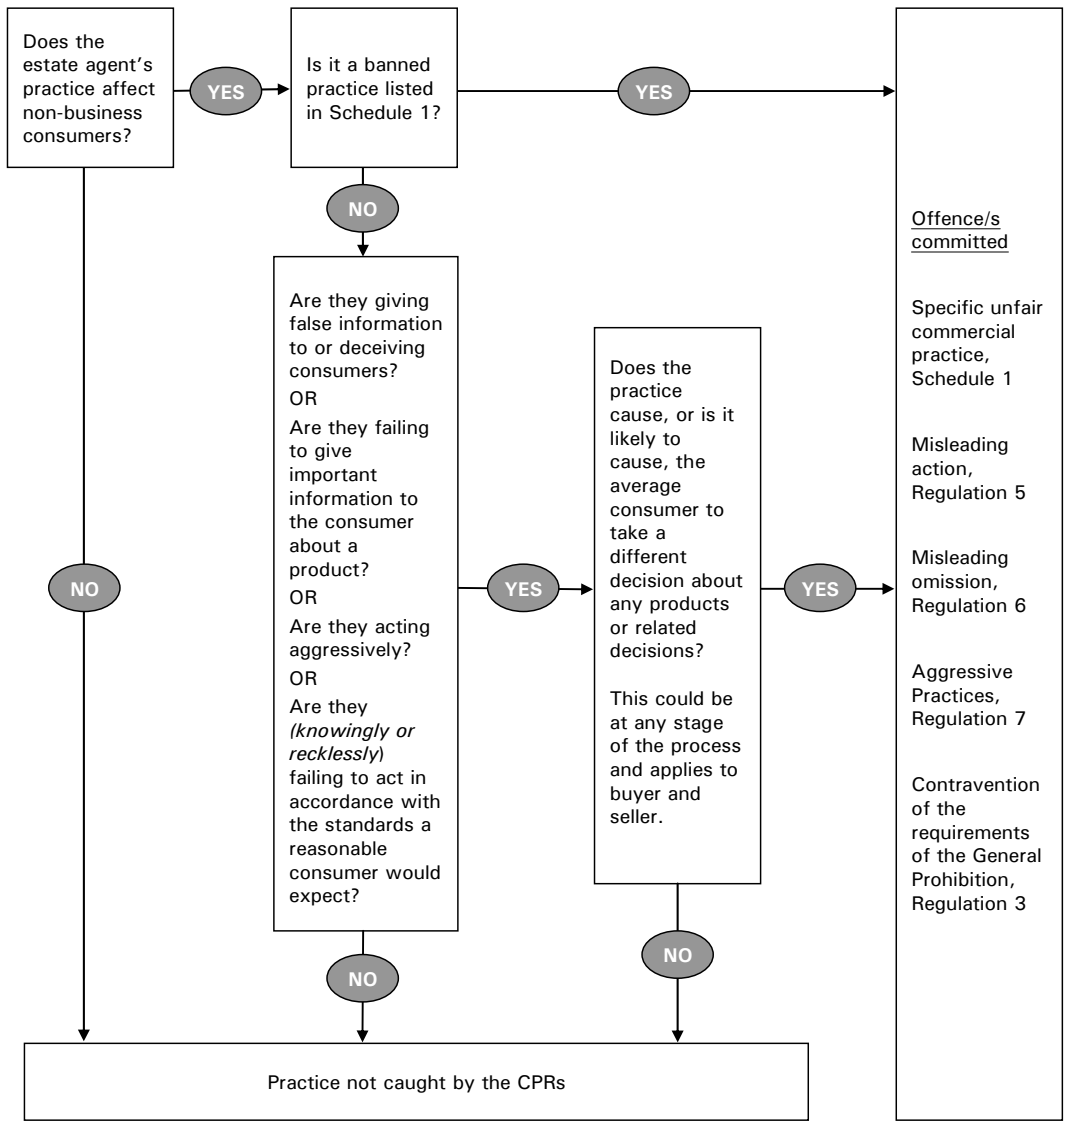 Does the
estate agent's
practice affect
non-business
consumers?
YES
Is it a banned
practice listed
in Schedule 1?
YES
NO
Are they giving
false information
to or deceiving
consumers?
OR
Are they failing
to give
important
information to
the consumer
about a
product?
OR
Are they acting
aggressively?
OR
Are they
(knowingly or
recklessly)
failing to act in
accordance with
the standards a
reasonable
consumer would
expect?
NO
YES
Does the
practice
cause, or is it
likely to
cause, the
average
consumer to
take a
different
decision about
any products
or related
decisions?
This could be
at any stage
of the process
and applies to
buyer and
seller.
YES
NO
NO
Offence/s
committed
Specific unfair
commercial
practice,
Schedule 1
Misleading
action,
Regulation 5
Misleading
omission,
Regulation 6
Aggressive
Practices,
Regulation 7
Contravention
of the
requirements
of the General
Prohibition,
Regulation 3
Practice not caught by the CPRs